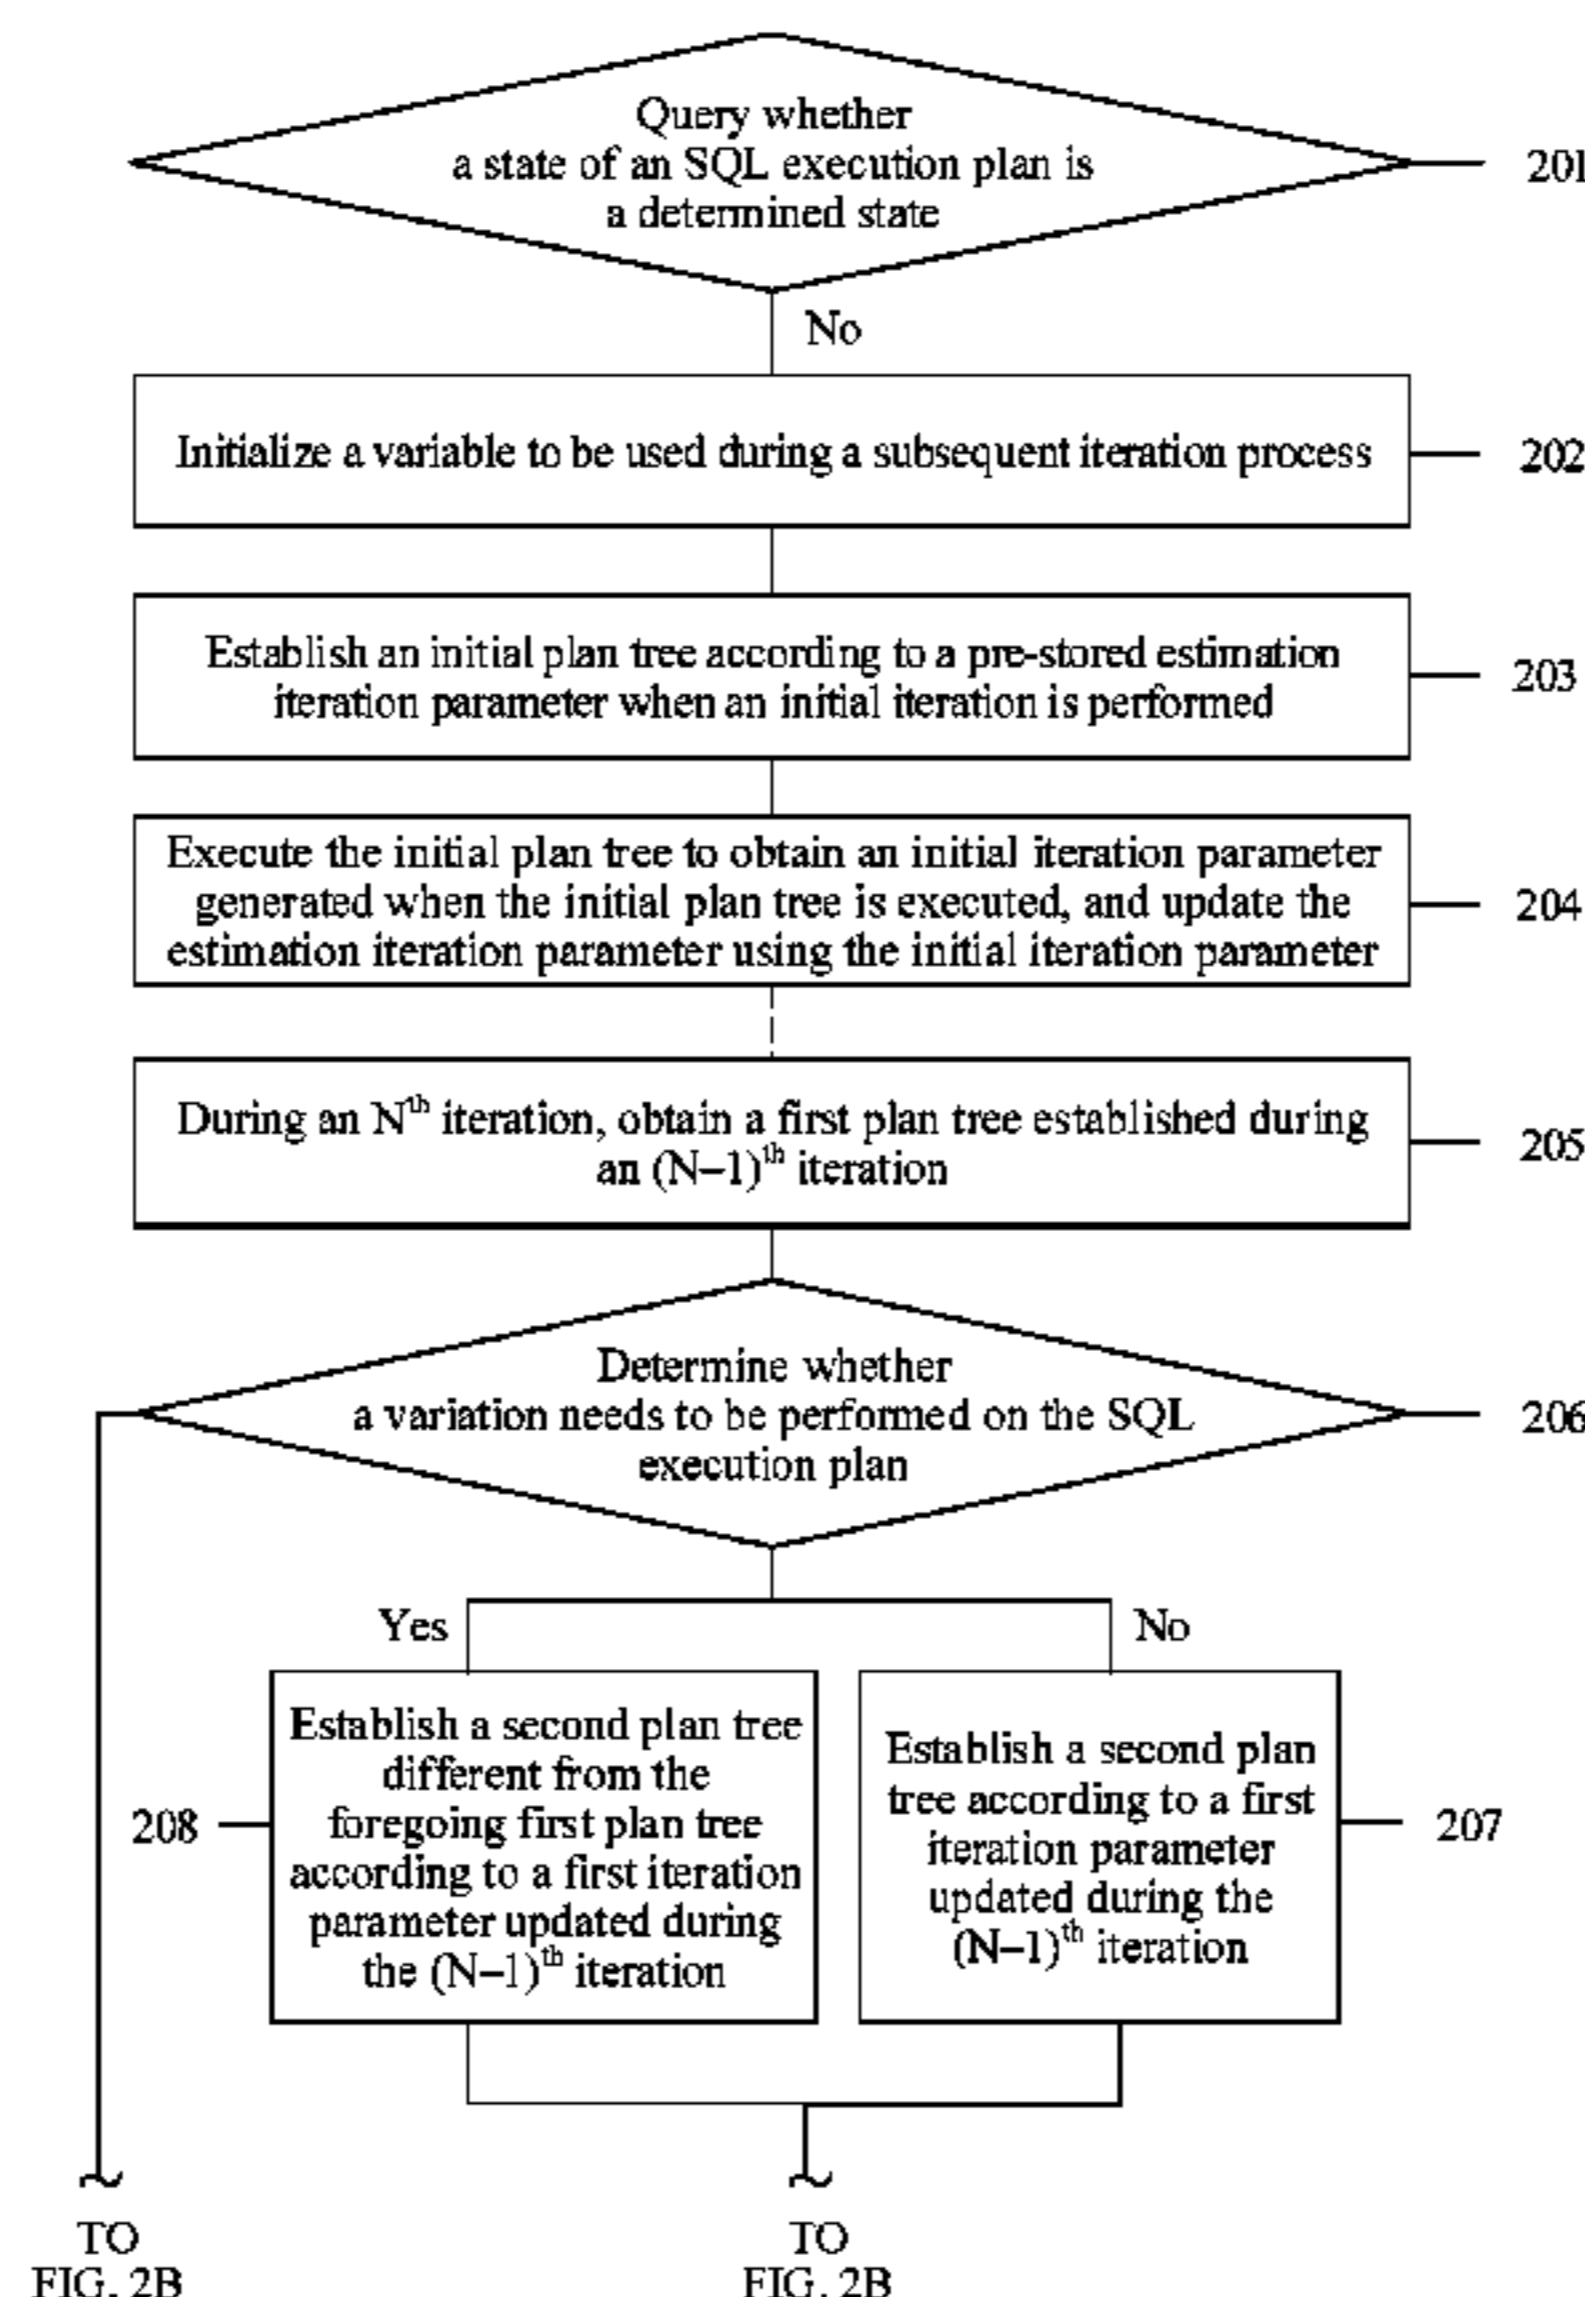 Query whether
a state of an SQL execution plan is
a determined state
201
No
Initialize a variable to be used during a subsequent iteration process
202
Establish an initial plan tree according to a pre-stored estimation
iteration parameter when an initial iteration is performed
203
Execute the initial plan tree to obtain an initial iteration parameter
generated when the initial plan tree is executed, and update the
estimation iteration parameter using the initial iteration parameter
204
During an Nth iteration, obtain a first plan tree established during
an (N–1)th iteration
205
Determine whether
a variation needs to be performed on the SQL
execution plan
206
Yes
No
Establish a second plan tree
different from the
foregoing first plan tree
according to a first iteration
parameter updated during
the (N–1)th iteration
208
Establish a second plan
tree according to a first
iteration parameter
updated during the
(N–1)th iteration
207
TO
FIG. 2B
TO
FIG. 2B